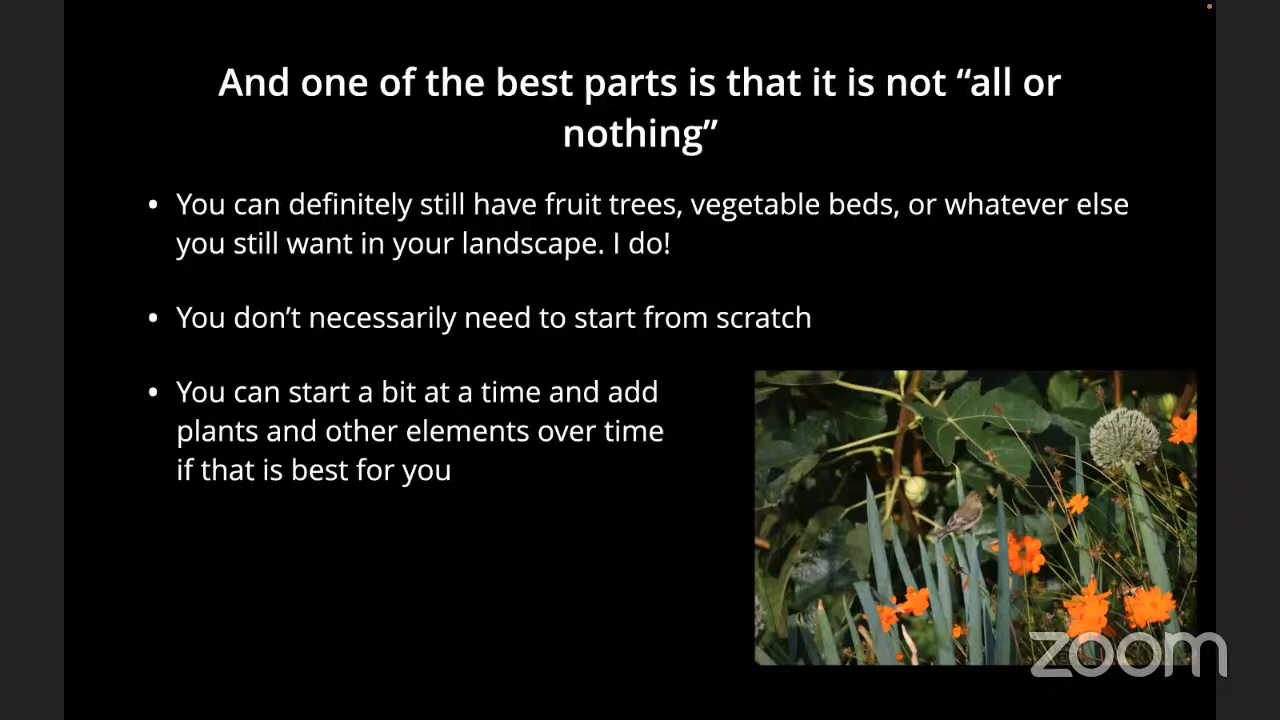 And one of the best parts is that it is not “all or
nothing”
• You can definitely still have fruit trees, vegetable beds, or whatever else
you still want in your landscape. I do!
• You don’t necessarily need to start from scratch
• You can start a bit at a time and add
plants and other elements over time
if that is best for you
zoom